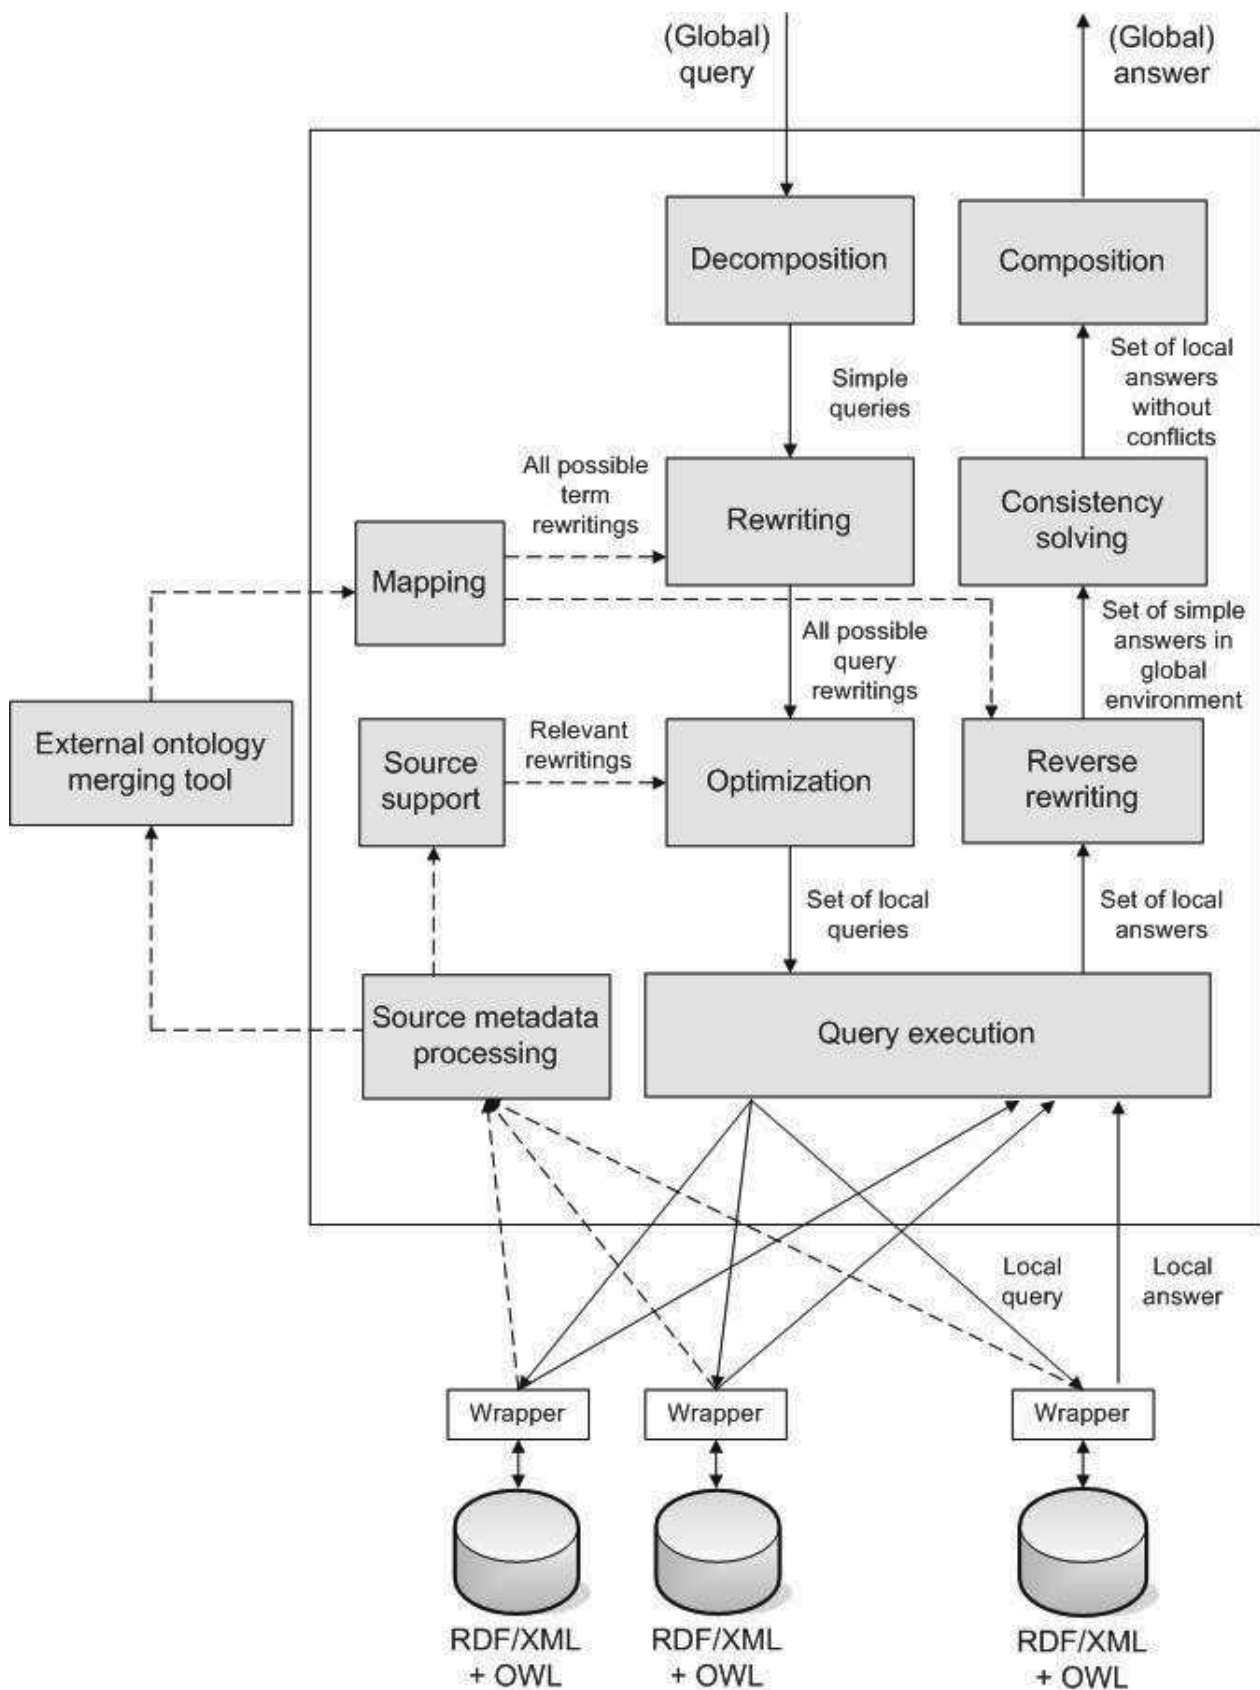 (Global)
query
(Global)
answer
Decomposition
Composition
Simple
queries
Set of local
answers
without
conflicts
All possible
term
rewritings
Rewriting
Consistency
solving
Mapping
All possible
query
rewritings
Set of simple
answers in
global
environment
External ontology
merging tool
Source
support
Relevant
rewritings
Optimization
Reverse
rewriting
Set of local
queries
Set of local
answers
Source metadata
processing
Query execution
Local
query
Local
answer
Wrapper
Wrapper
Wrapper
RDF/XML
+ OWL
RDF/XML
+ OWL
RDF/XML
+ OWL